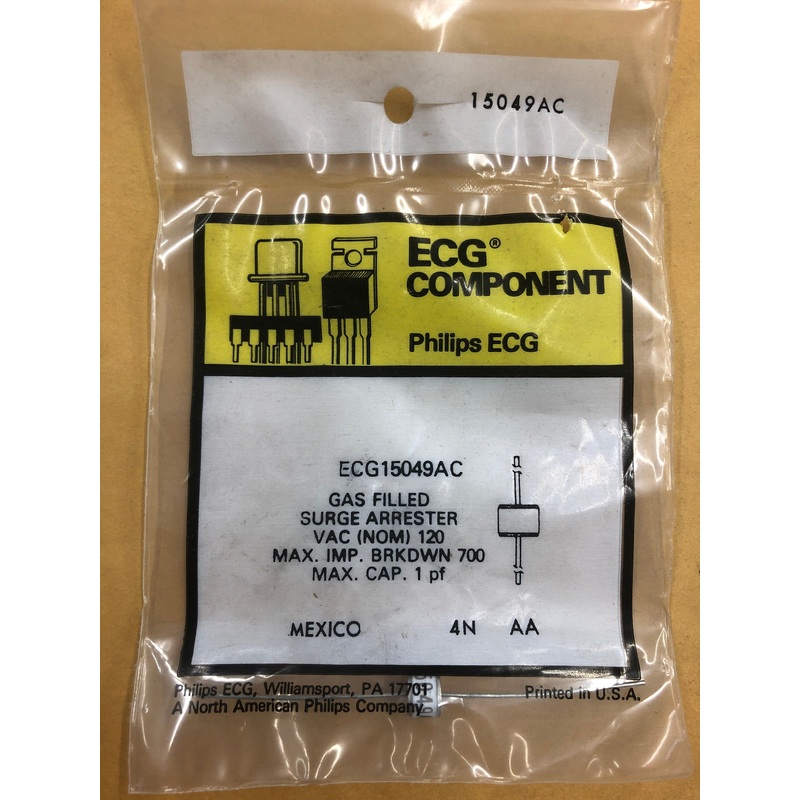 15049AC
ECG®
COMPONENT
Philips ECG
ECG15049AC
GAS FILLED
SURGE ARRESTER
VAC (NOM) 120
MAX. IMP. BRKDWN 700
MAX. CAP. 1 pf
MEXICO 4N AA
Philips ECG, Williamsport, PA 17701 Printed in U.S.A.
A North American Philips Company